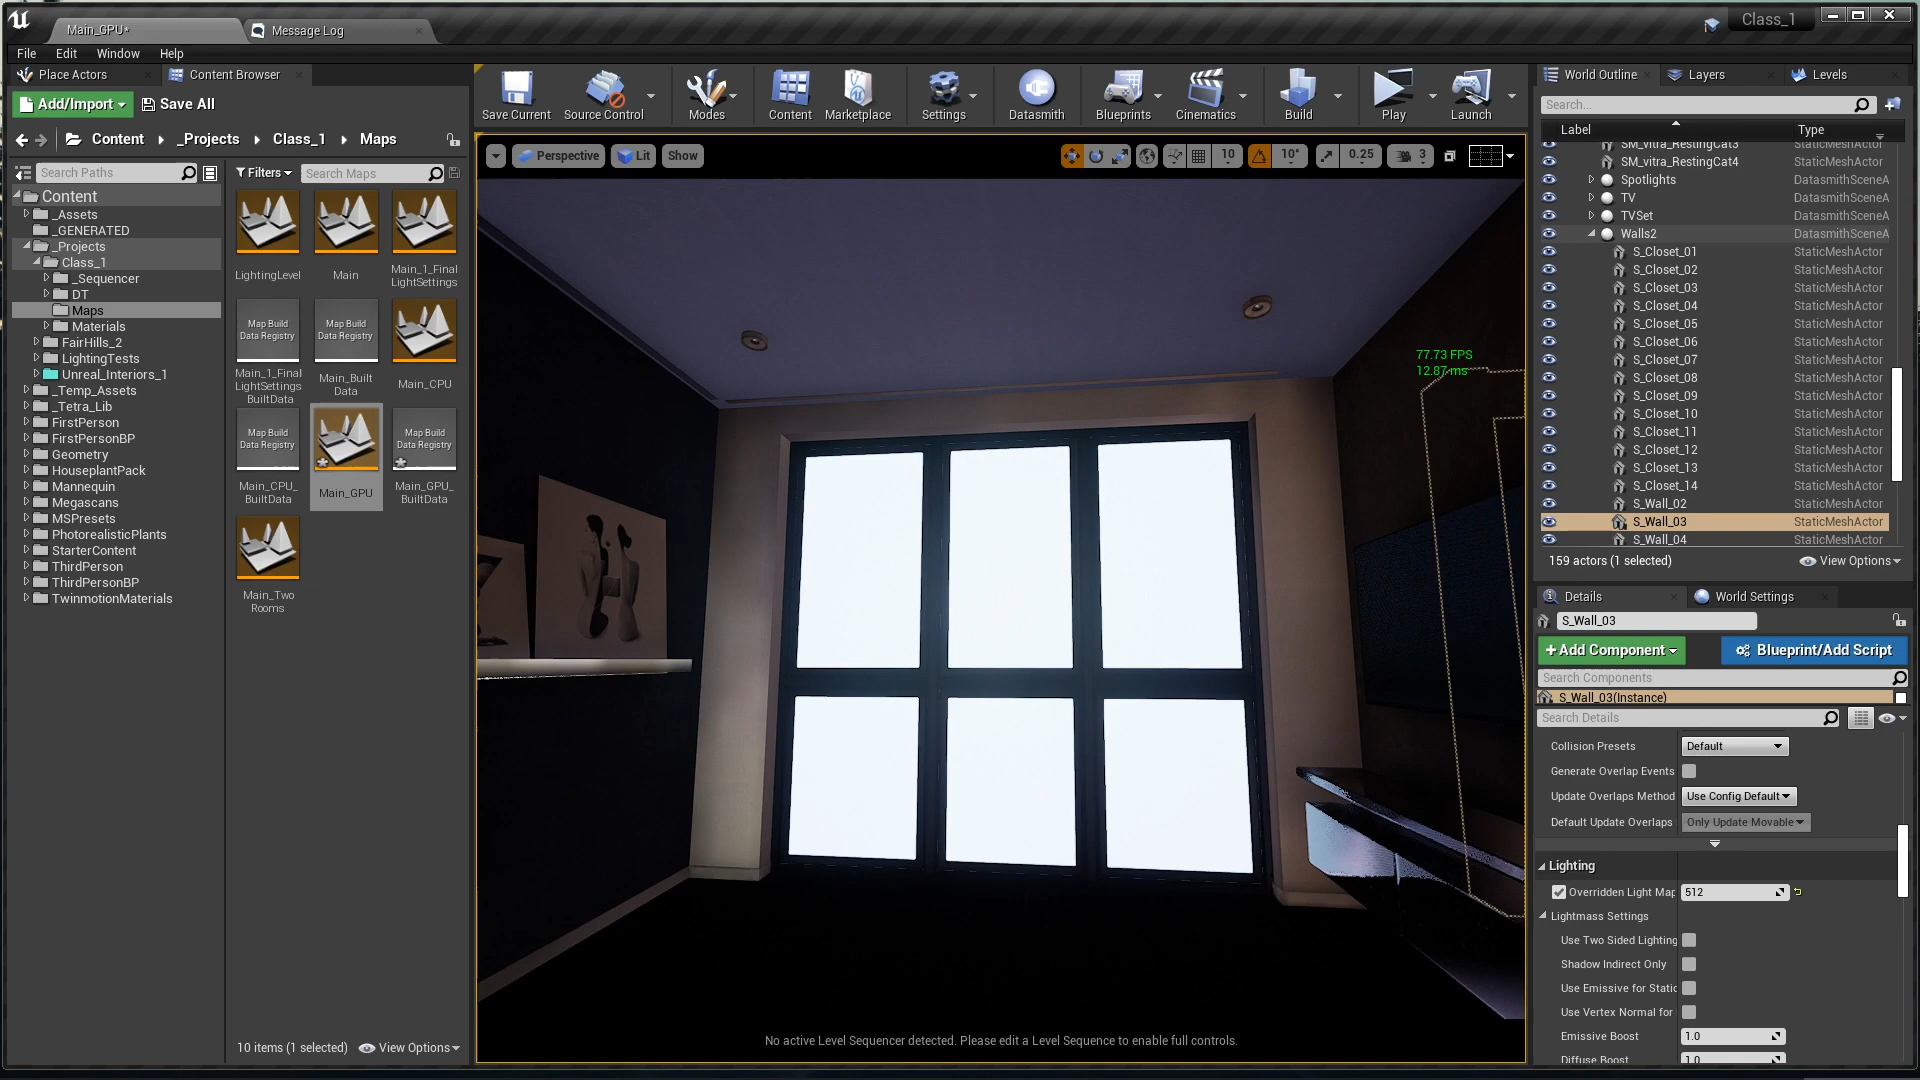 Main_GPU*
Message Log
Class_1
File Edit Window Help
Place Actors
Content Browser
Add/Import
Save All
Content
_Projects
Class_1
Maps
Search Paths
Filters
Search Maps
Content
_Assets
_GENERATED
_Projects
Class_1
_Sequencer
DT
Maps
Materials
FairHills_2
LightingTests
Unreal_Interiors_1
_Temp_Assets
_Tetra_Lib
FirstPerson
FirstPersonBP
Geometry
HouseplantPack
Mannequin
Megascans
MSPresets
PhotorealisticPlants
StarterContent
ThirdPerson
ThirdPersonBP
TwinmotionMaterials
LightingLevel
Main
Main_1_Final
LightSettings
Map Build
Data Registry
Map Build
Data Registry
Main_1_Final
LightSettings
BuiltData
Main_Built
Data
Main_CPU
Map Build
Data Registry
Map Build
Data Registry
Main_CPU_
BuiltData
Main_GPU
Main_GPU_
BuiltData
Main_Two
Rooms
10 items (1 selected)
View Options
Save Current
Source Control
Modes
Content
Marketplace
Settings
Datasmith
Blueprints
Cinematics
Build
Play
Launch
Perspective
Lit
Show
10
10°
0.25
3
77.73 FPS
12.87 ms
No active Level Sequencer detected. Please edit a Level Sequence to enable full controls.
World Outline
Layers
Levels
Search...
Label Type
SM_vitra_RestingCat3 StaticMeshActor
SM_vitra_RestingCat4 StaticMeshActor
Spotlights DatasmithSceneA
TV DatasmithSceneA
TVSet DatasmithSceneA
Walls2 DatasmithSceneA
S_Closet_01 StaticMeshActor
S_Closet_02 StaticMeshActor
S_Closet_03 StaticMeshActor
S_Closet_04 StaticMeshActor
S_Closet_05 StaticMeshActor
S_Closet_06 StaticMeshActor
S_Closet_07 StaticMeshActor
S_Closet_08 StaticMeshActor
S_Closet_09 StaticMeshActor
S_Closet_10 StaticMeshActor
S_Closet_11 StaticMeshActor
S_Closet_12 StaticMeshActor
S_Closet_13 StaticMeshActor
S_Closet_14 StaticMeshActor
S_Wall_02 StaticMeshActor
S_Wall_03 StaticMeshActor
S_Wall_04 StaticMeshActor
159 actors (1 selected)
View Options
Details
World Settings
S_Wall_03
Add Component
Blueprint/Add Script
Search Components
S_Wall_03(Instance)
Search Details
Collision Presets Default
Generate Overlap Events
Update Overlaps Method Use Config Default
Default Update Overlaps Only Update Movable
Lighting
Overridden Light Map 512
Lightmass Settings
Use Two Sided Lighting
Shadow Indirect Only
Use Emissive for Static
Use Vertex Normal for
Emissive Boost 1.0
Diffuse Boost 1.0